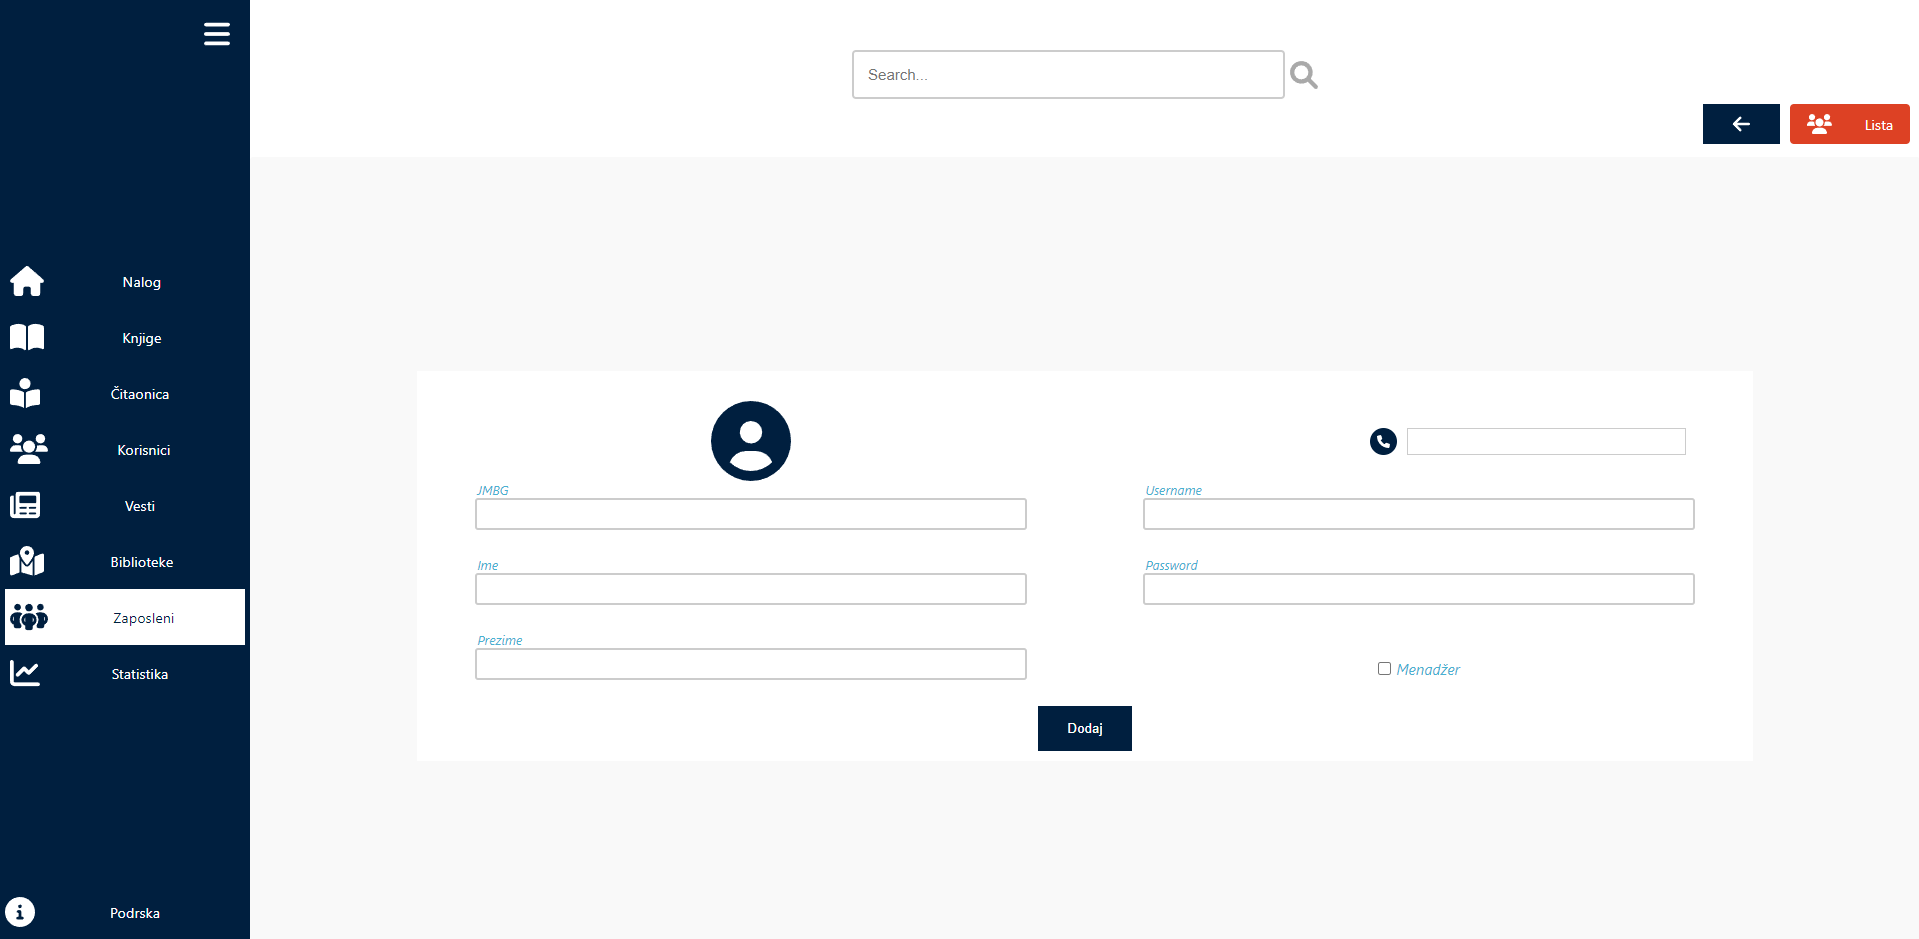 Search...
Lista
Nalog
Knjige
Čitaonica
Korisnici
Vesti
Biblioteke
Zaposleni
Statistika
Podrska
JMBG
Username
Ime
Password
Prezime
Menadžer
Dodaj